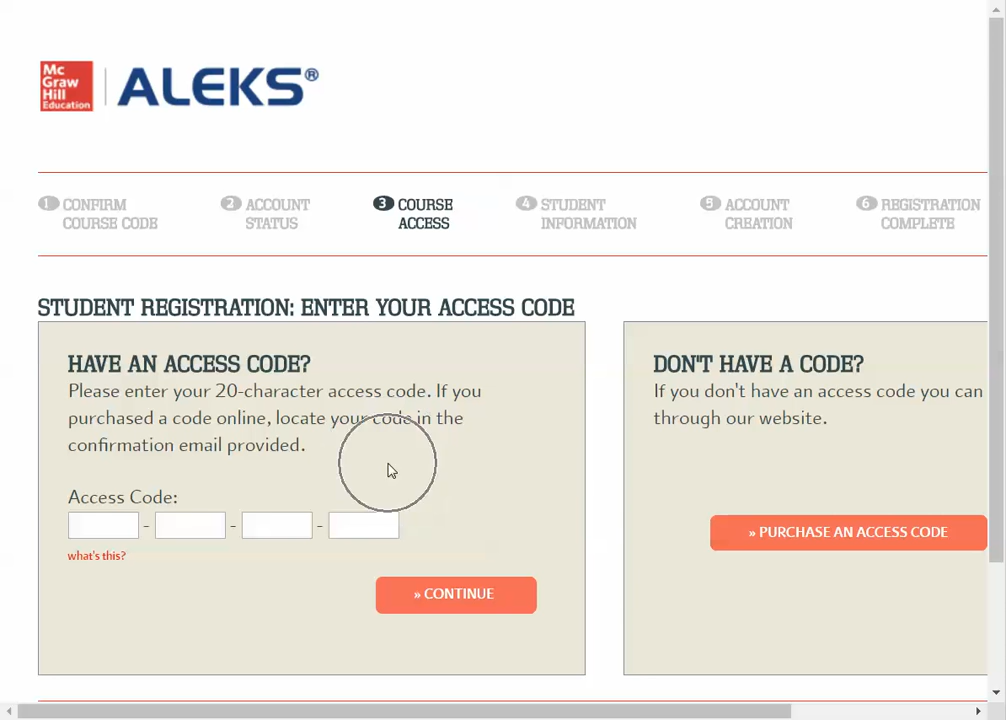 Mc
Graw
Hill
Education
ALEKS®
1 CONFIRM
COURSE CODE
2 ACCOUNT
STATUS
3 COURSE
ACCESS
4 STUDENT
INFORMATION
5 ACCOUNT
CREATION
6 REGISTRATION
COMPLETE
STUDENT REGISTRATION: ENTER YOUR ACCESS CODE
HAVE AN ACCESS CODE?
Please enter your 20-character access code. If you
purchased a code online, locate your code in the
confirmation email provided.
Access Code:
- - -
what's this?
» CONTINUE
DON'T HAVE A CODE?
If you don't have an access code you can
through our website.
» PURCHASE AN ACCESS CODE